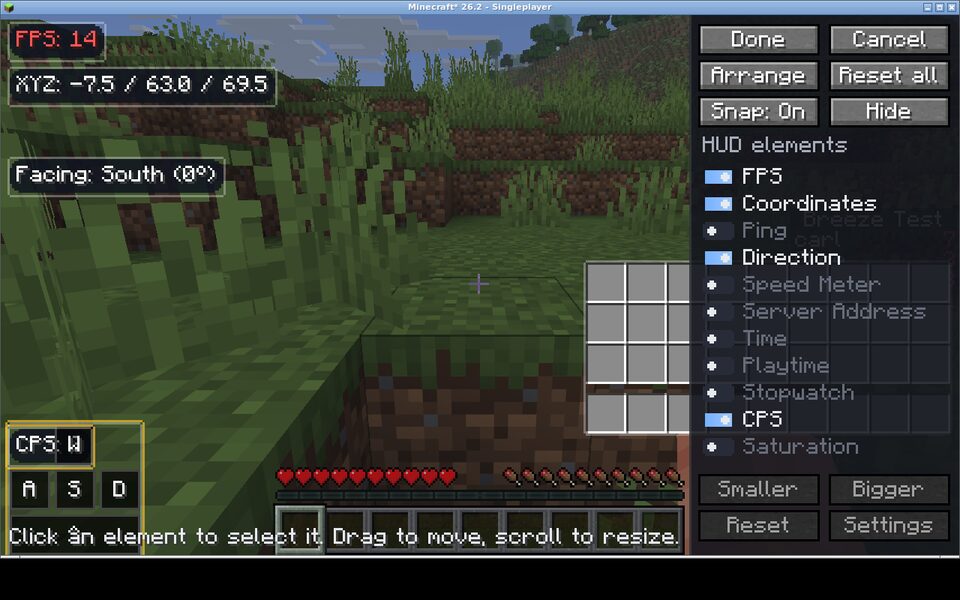 Minecraft* 26.2 - Singleplayer
FPS: 14
XYZ: -7.5 / 63.0 / 69.5
Facing: South (0°)
CPS: W
A S D
Click an element to select it. Drag to move, scroll to resize.
Done Cancel
Arrange Reset all
Snap: On Hide
HUD elements
FPS
Coordinates
Breeze Test
Ping
Direction
Speed Meter
Server Address
Time
Playtime
Stopwatch
CPS
Saturation
Smaller Bigger
Reset Settings